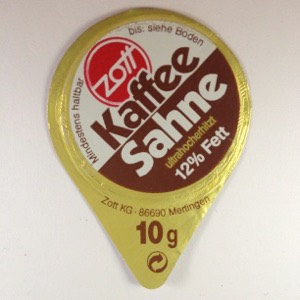 Mindestens haltbar
bis: siehe Boden
zott
Kaffee
Sahne
ultrahocherhitzt
12% Fett
Zott KG · 86690 Mertingen
10 g